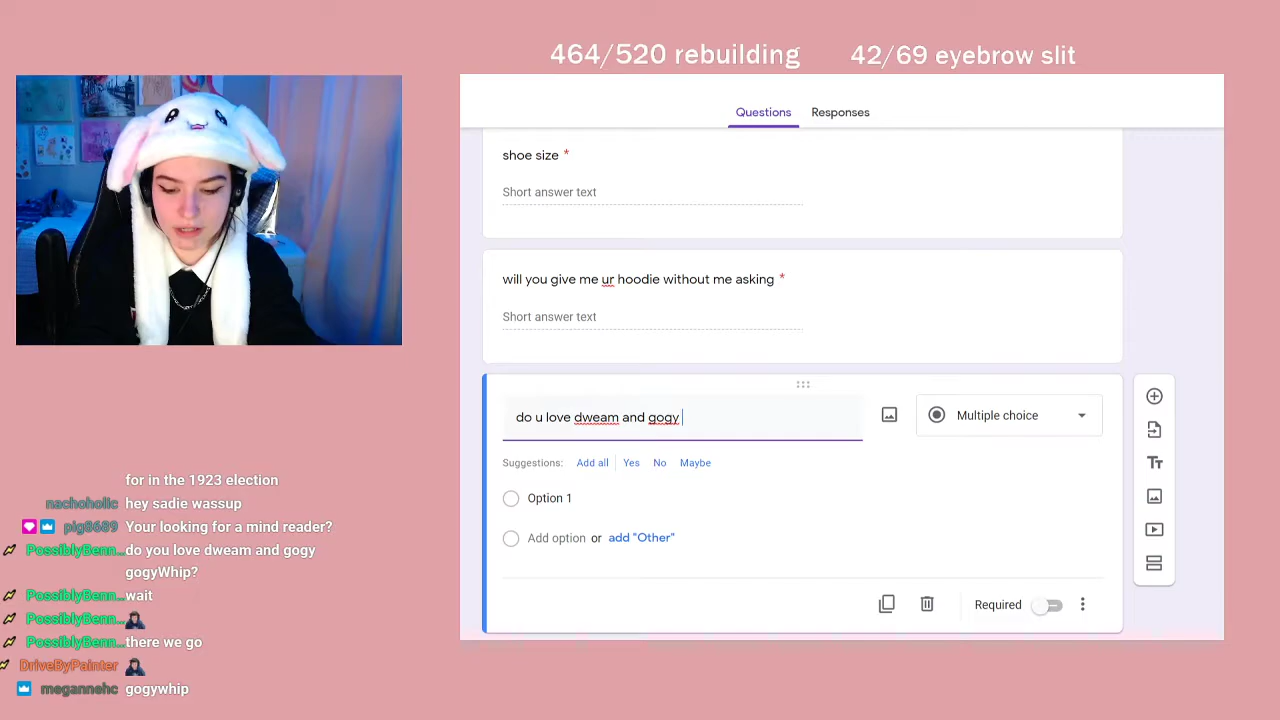 464/520 rebuilding 42/69 eyebrow slit
Questions Responses
shoe size *
Short answer text
will you give me ur hoodie without me asking *
Short answer text
do u love dweam and gogy
Multiple choice
Suggestions: Add all Yes No Maybe
Option 1
Add option or add "Other"
Required
for in the 1923 election
nachoholic hey sadie wassup
pig8689 Your looking for a mind reader?
PossiblyBenn… do you love dweam and gogy
gogyWhip?
PossiblyBenn… wait
PossiblyBenn…
PossiblyBenn… there we go
DriveByPainter
megannehc gogywhip